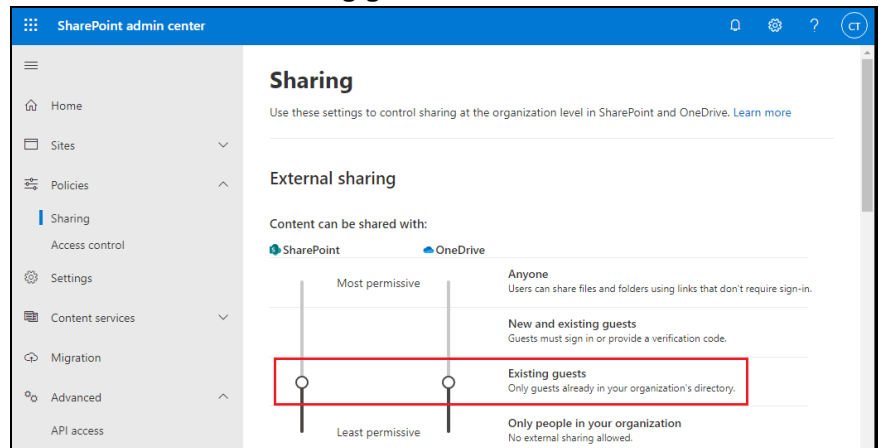 SharePoint admin center
?
CT
Home
Sites
Policies
Sharing
Access control
Settings
Content services
Migration
Advanced
API access
Sharing
Use these settings to control sharing at the organization level in SharePoint and OneDrive. Learn more
External sharing
Content can be shared with:
SharePoint
OneDrive
Most permissive
Anyone
Users can share files and folders using links that don't require sign-in.
New and existing guests
Guests must sign in or provide a verification code.
Existing guests
Only guests already in your organization's directory.
Least permissive
Only people in your organization
No external sharing allowed.